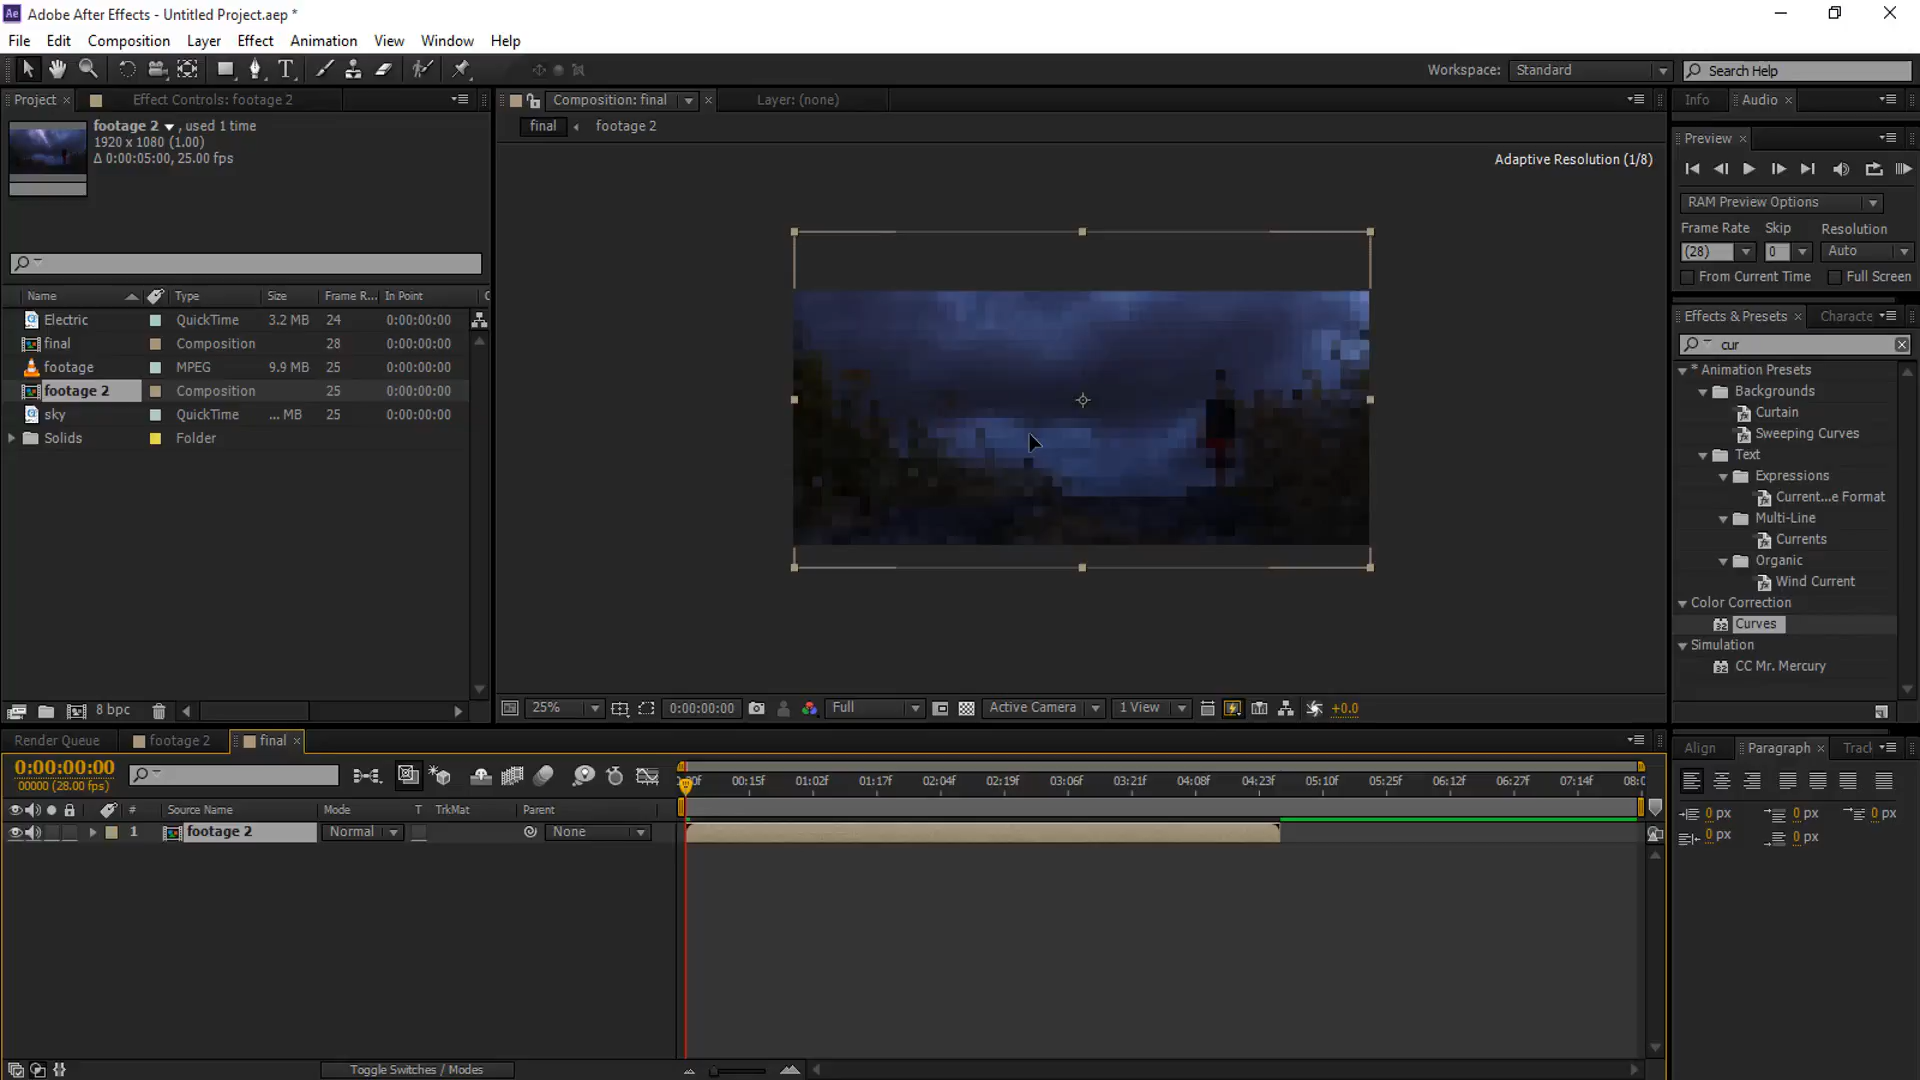 Ae Adobe After Effects - Untitled Project.aep *
File Edit Composition Layer Effect Animation View Window Help
Workspace: Standard Search Help
Project × Effect Controls: footage 2
footage 2 , used 1 time
1920 x 1080 (1.00)
Δ 0:00:05:00, 25.00 fps
Name Type Size Frame R... In Point
Electric QuickTime 3.2 MB 24 0:00:00:00
final Composition 28 0:00:00:00
footage MPEG 9.9 MB 25 0:00:00:00
footage 2 Composition 25 0:00:00:00
sky QuickTime ... MB 25 0:00:00:00
Solids Folder
8 bpc
Composition: final × Layer: (none)
final footage 2
Adaptive Resolution (1/8)
25% 0:00:00:00 Full Active Camera 1 View +0.0
Info Audio ×
Preview ×
RAM Preview Options
Frame Rate Skip Resolution
(28) 0 Auto
From Current Time Full Screen
Effects & Presets × Characte
cur
* Animation Presets
Backgrounds
Curtain
Sweeping Curves
Text
Expressions
Current...e Format
Multi-Line
Currents
Organic
Wind Current
Color Correction
32 Curves
Simulation
32 CC Mr. Mercury
Render Queue footage 2 final ×
0:00:00:00
00000 (28.00 fps)
00f 00:15f 01:02f 01:17f 02:04f 02:19f 03:06f 03:21f 04:08f 04:23f 05:10f 05:25f 06:12f 06:27f 07:14f 08:0
# Source Name Mode T TrkMat Parent
1 footage 2 Normal None
Toggle Switches / Modes
Align Paragraph × Track
0 px 0 px 0 px
0 px 0 px